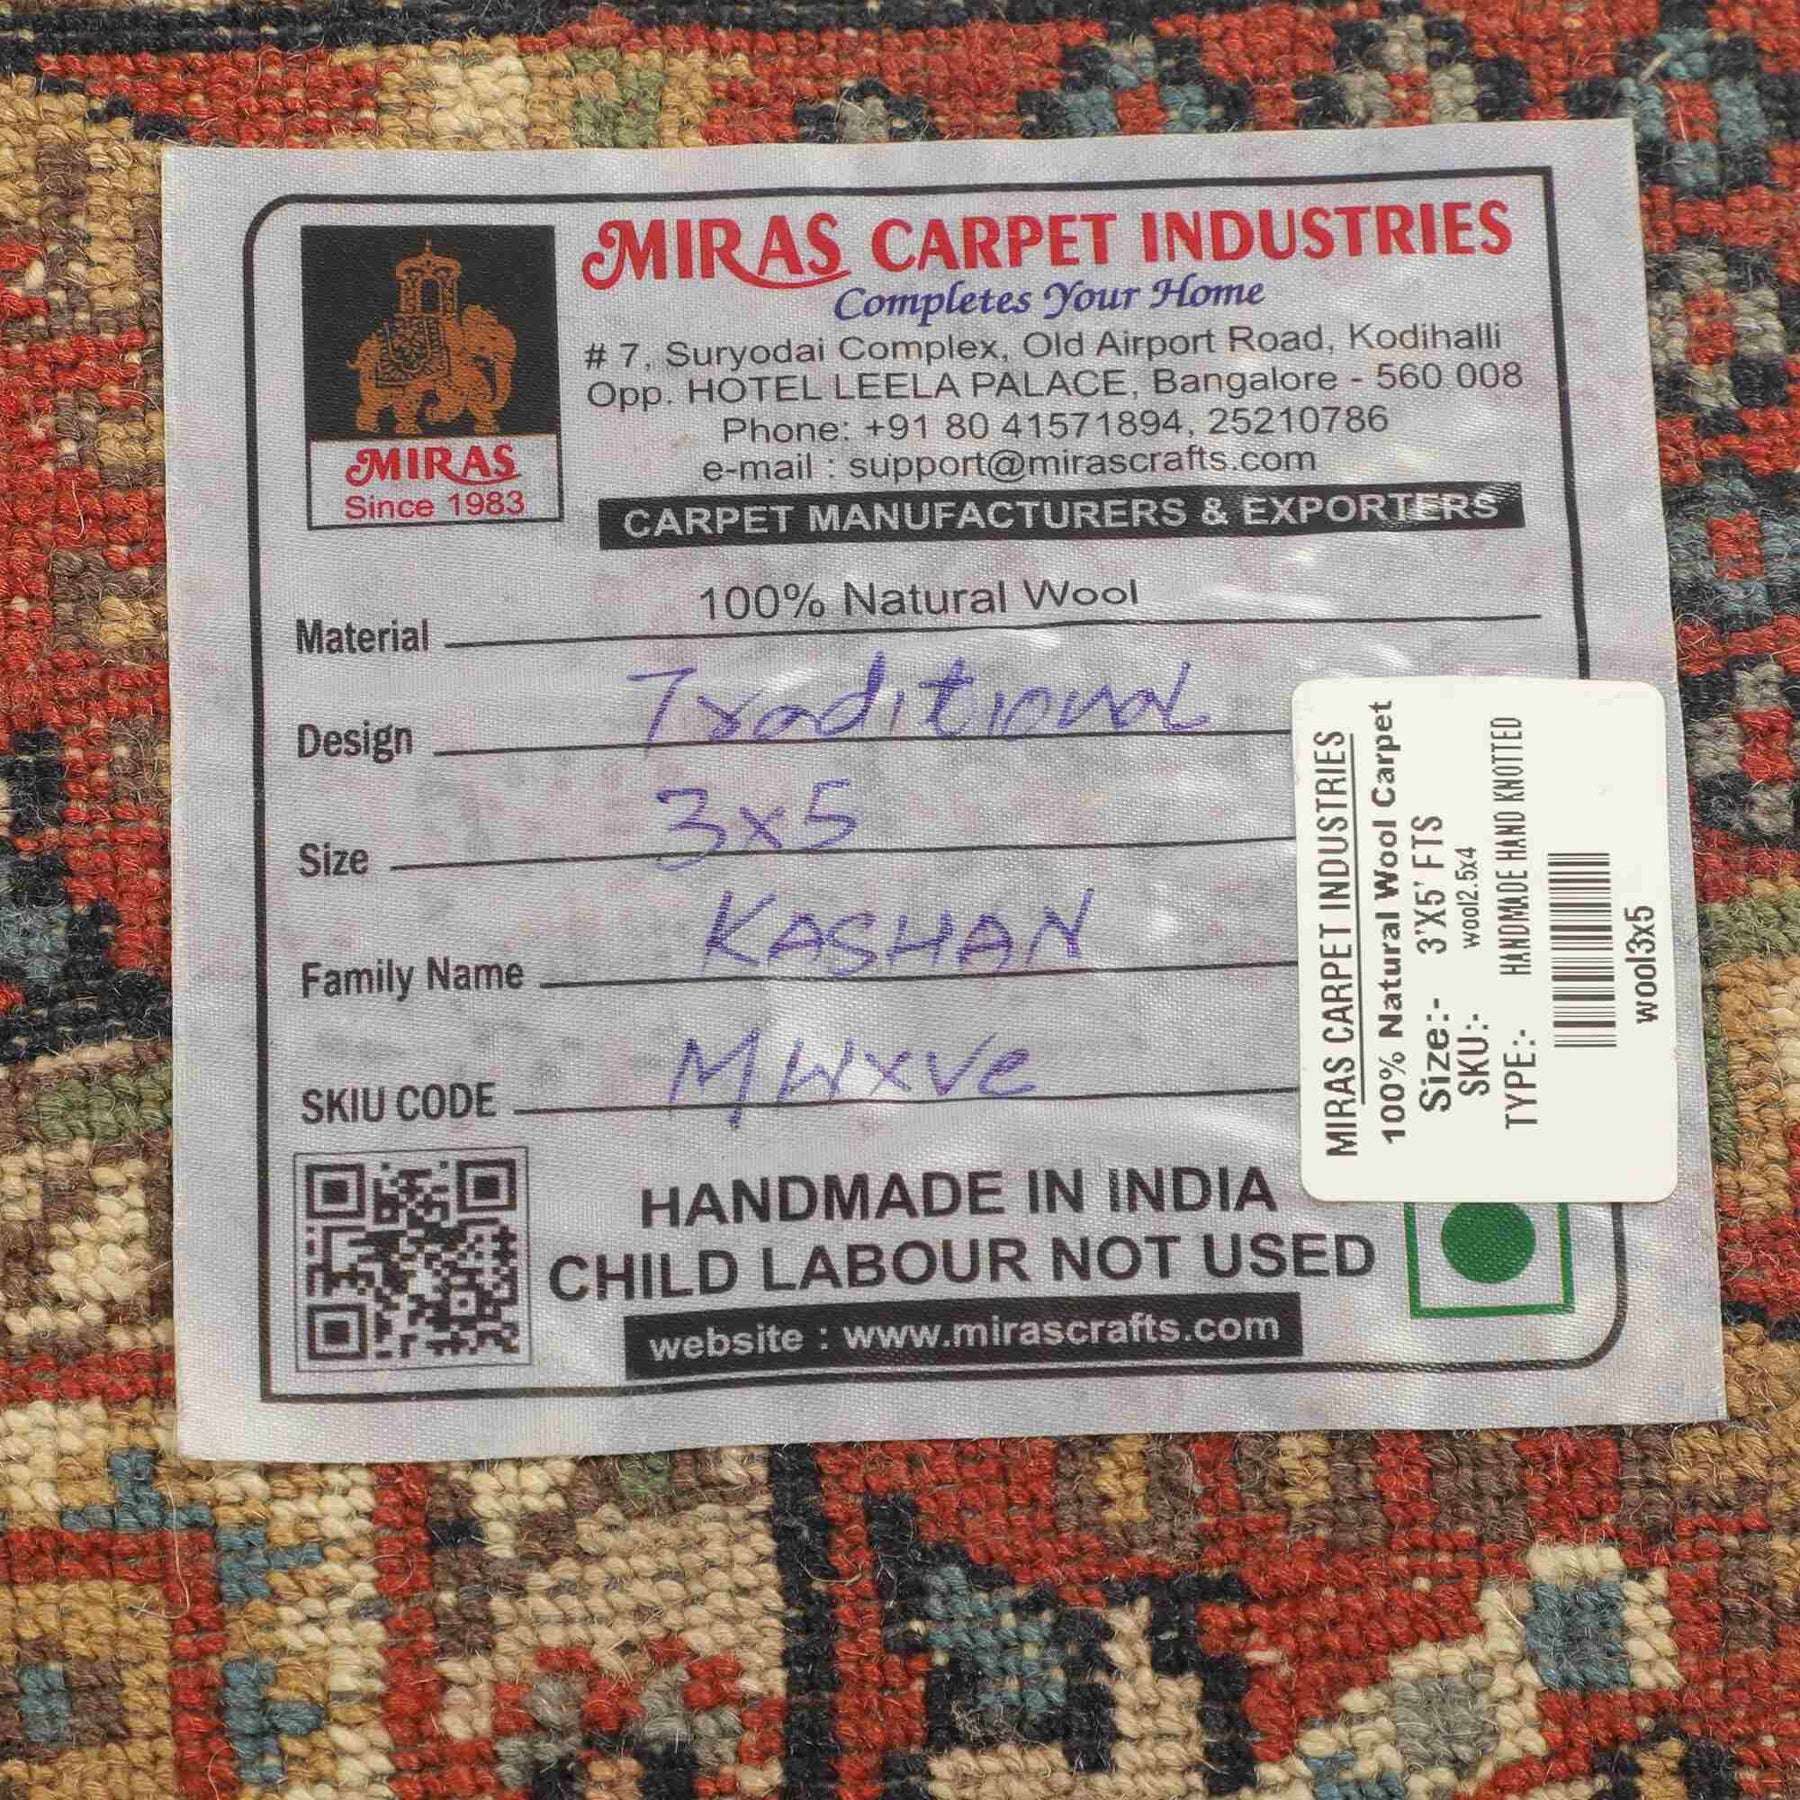 MIRAS CARPET INDUSTRIES
Completes Your Home
# 7, Suryodai Complex, Old Airport Road, Kodihalli
Opp. HOTEL LEELA PALACE, Bangalore - 560 008
Phone: +91 80 41571894, 25210786
e-mail : support@mirascrafts.com
CARPET MANUFACTURERS & EXPORTERS
MIRAS
Since 1983
Material 100% Natural Wool
Design Traditional
Size 3x5
Family Name KASHAN
SKIU CODE MWXVe
HANDMADE IN INDIA
CHILD LABOUR NOT USED
website : www.mirascrafts.com
MIRAS CARPET INDUSTRIES
100% Natural Wool Carpet
Size:- 3'X5' FTS
SKU:- wool2.5x4
TYPE:- HANDMADE HAND KNOTTED
wool3x5